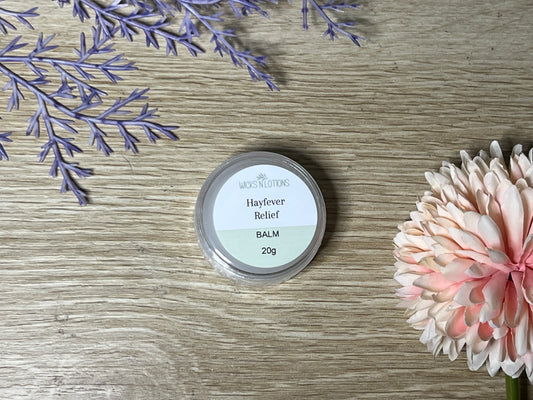 WICKS N LOTIONS
Hayfever
Relief
BALM
20g